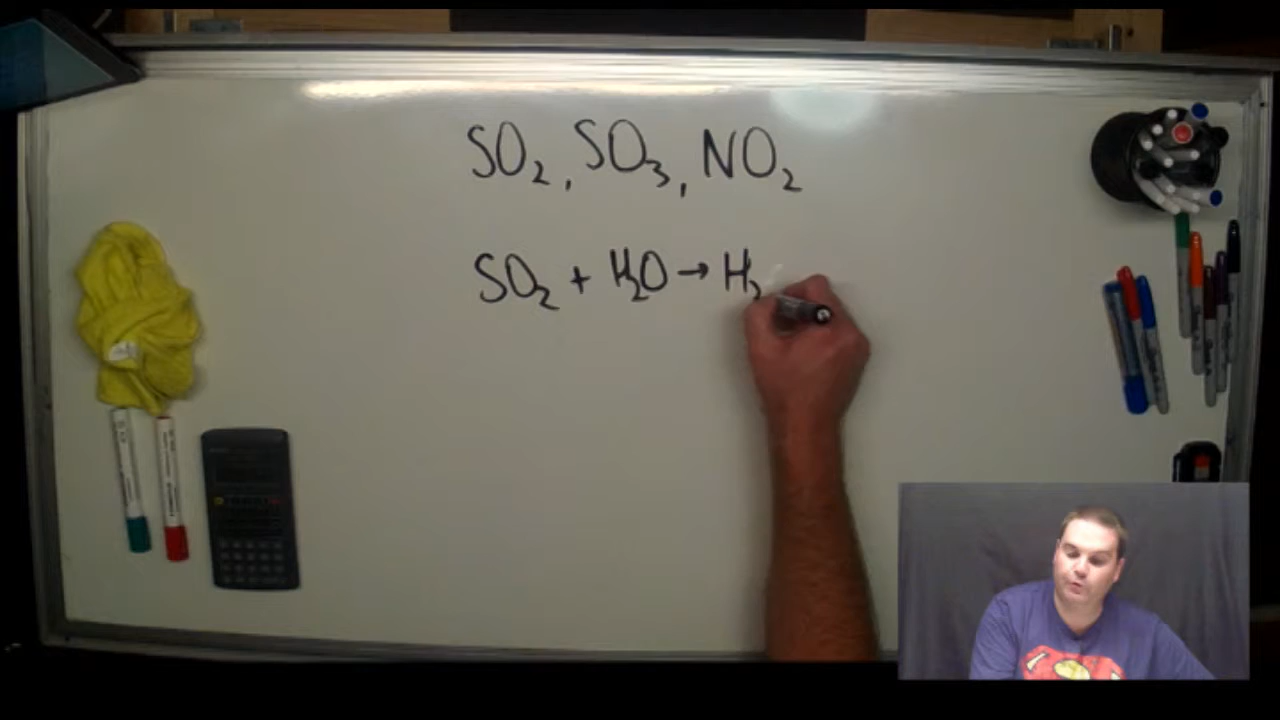 SO₂, SO₃, NO₂
SO₂ + H₂O → H₂